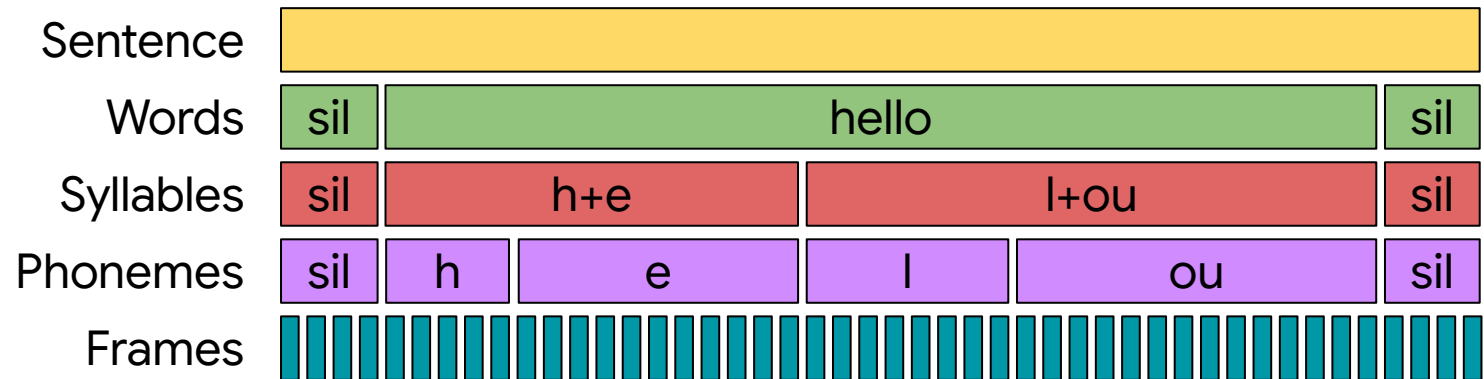 Sentence
Words sil hello sil
Syllables sil h+e l+ou sil
Phonemes sil h e l ou sil
Frames